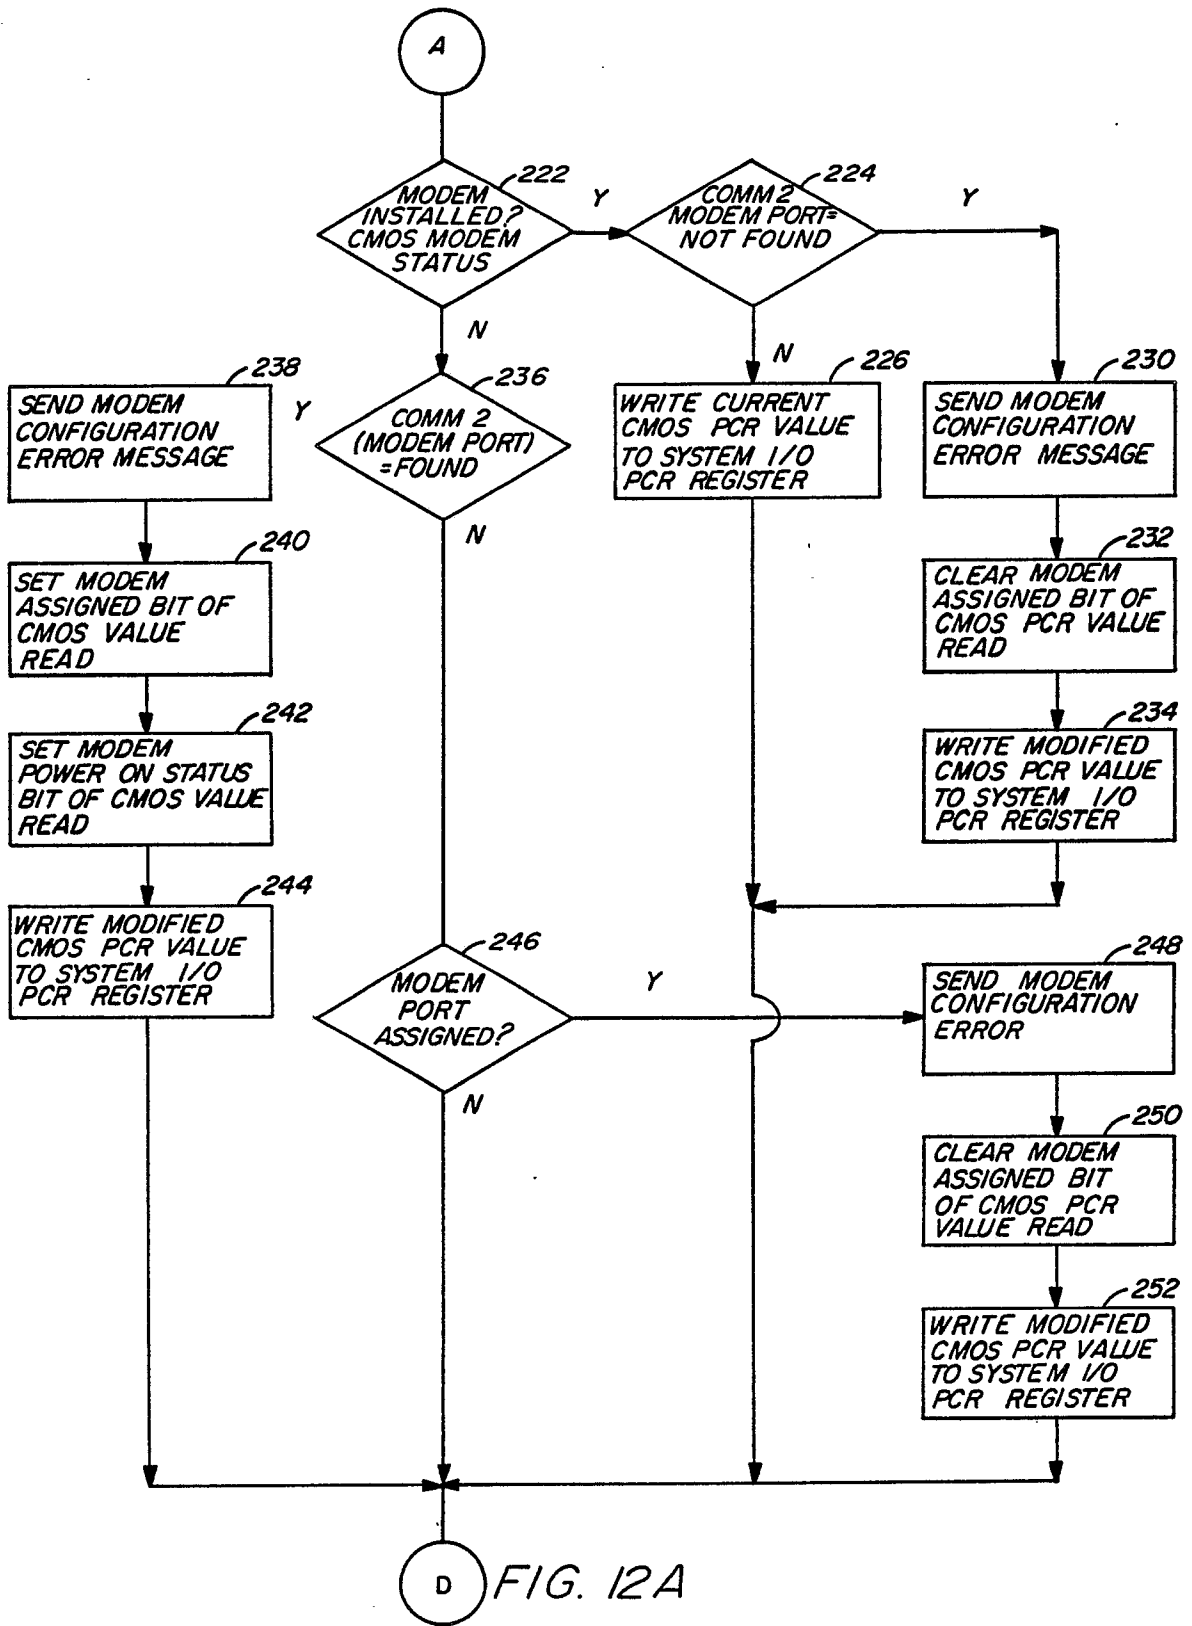 A
222
MODEM
INSTALLED?
CMOS MODEM
STATUS
Y
224
COMM 2
MODEM PORT=
NOT FOUND
Y
N
N
238
SEND MODEM
CONFIGURATION
ERROR MESSAGE
Y
236
COMM 2
(MODEM PORT)
=FOUND
N
226
WRITE CURRENT
CMOS PCR VALUE
TO SYSTEM I/O
PCR REGISTER
230
SEND MODEM
CONFIGURATION
ERROR MESSAGE
240
SET MODEM
ASSIGNED BIT OF
CMOS VALUE
READ
232
CLEAR MODEM
ASSIGNED BIT OF
CMOS PCR VALUE
READ
242
SET MODEM
POWER ON STATUS
BIT OF CMOS VALUE
READ
234
WRITE MODIFIED
CMOS PCR VALUE
TO SYSTEM I/O
PCR REGISTER
244
WRITE MODIFIED
CMOS PCR VALUE
TO SYSTEM I/O
PCR REGISTER
246
MODEM
PORT
ASSIGNED?
Y
N
248
SEND MODEM
CONFIGURATION
ERROR
250
CLEAR MODEM
ASSIGNED BIT
OF CMOS PCR
VALUE READ
252
WRITE MODIFIED
CMOS PCR VALUE
TO SYSTEM I/O
PCR REGISTER
D
FIG. 12A